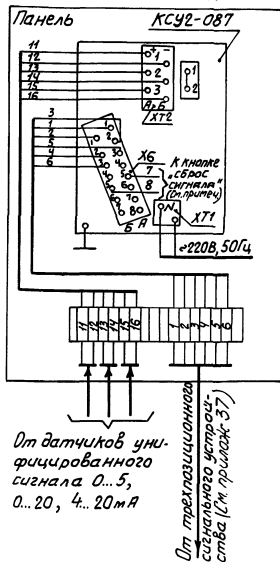 Панель
КСУ2-087
11
12
13
14
15
16
+ -
1
2
3
А Б
ХТ2
1
2
3
1
2
5
4
6
Х6
7
8
К кнопке
„Сброс
сигнала"
(См. примеч)
Б А
N
ХТ1
~220В, 50Гц
11 12 13 14 15 16
1 2 3 4 5 6
От датчиков уни-
фицированного
сигнала 0...5,
0...20, 4...20мА
От трехпозиционного
сигнального устрой-
ства (См. прилож 37)